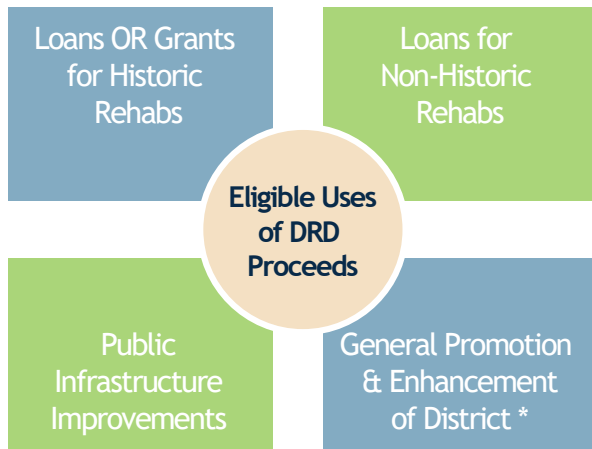 Loans OR Grants
for Historic
Rehabs
Loans for
Non-Historic
Rehabs
Eligible Uses
of DRD
Proceeds
Public
Infrastructure
Improvements
General Promotion
& Enhancement
of District *